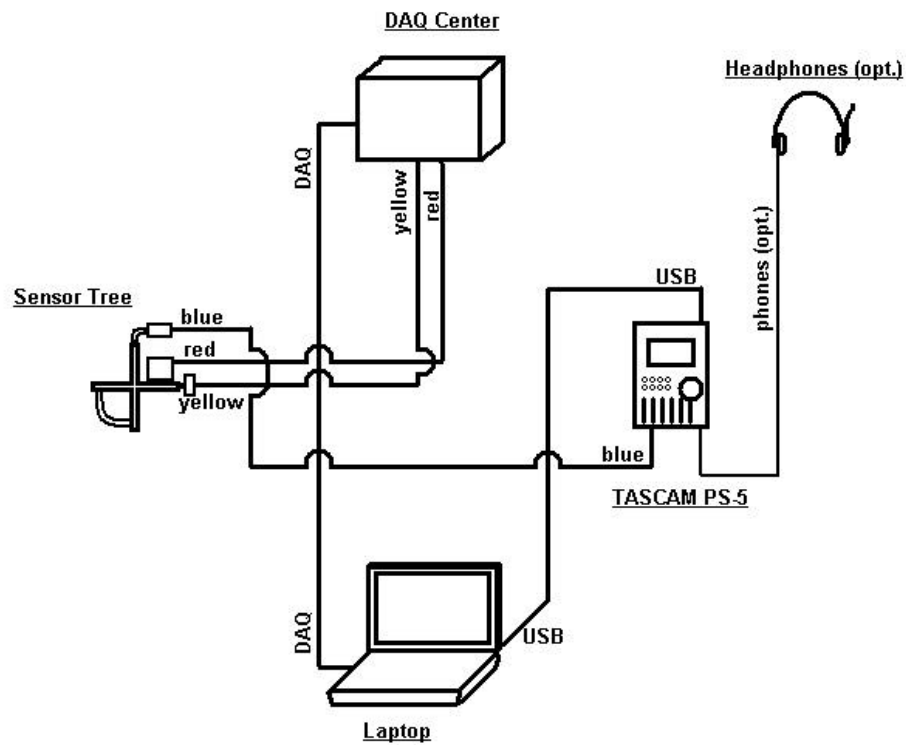 DAQ Center
Headphones (opt.)
DAQ
yellow
red
phones (opt.)
USB
Sensor Tree
blue
red
yellow
blue
TASCAM PS-5
DAQ
USB
Laptop